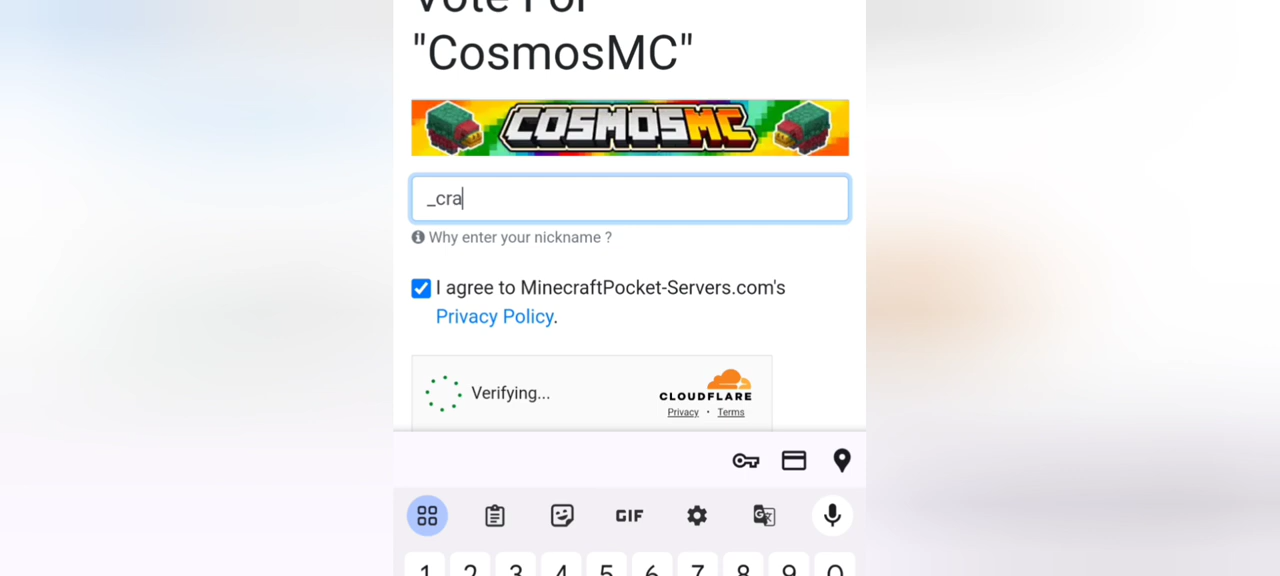 Vote For
"CosmosMC"
COSMOSMC
_cra
Why enter your nickname ?
I agree to MinecraftPocket-Servers.com's
Privacy Policy.
Verifying...
CLOUDFLARE
Privacy • Terms
GIF
1 2 3 4 5 6 7 8 9 0